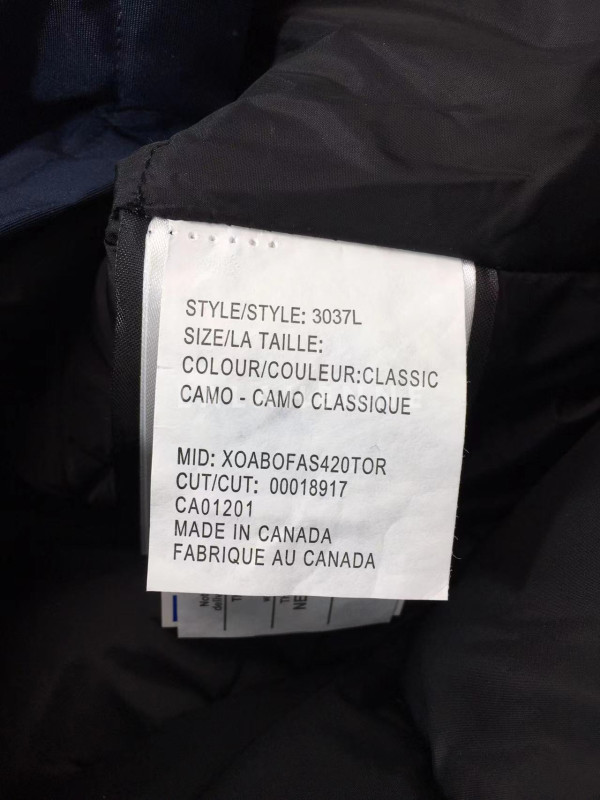 STYLE/STYLE: 3037L
SIZE/LA TAILLE:
COLOUR/COULEUR:CLASSIC
CAMO - CAMO CLASSIQUE
MID: XOABOFAS420TOR
CUT/CUT: 00018917
CA01201
MADE IN CANADA
FABRIQUE AU CANADA